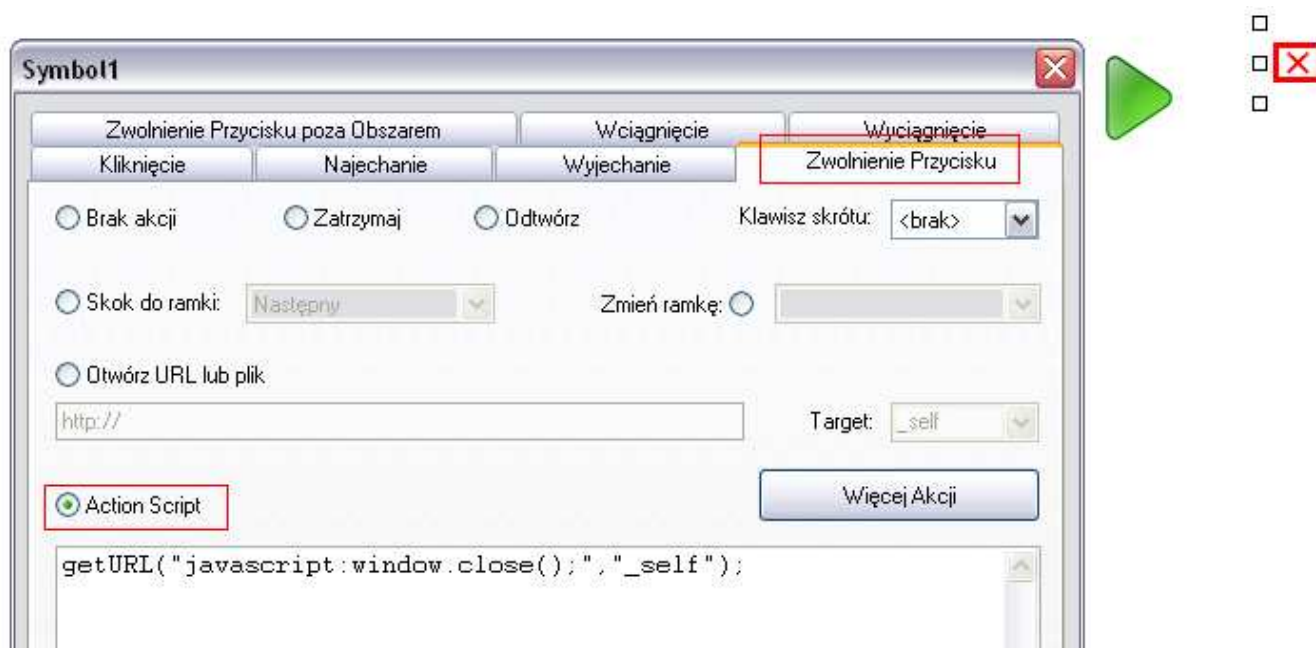 Symbol1
Zwolnienie Przycisku poza Obszarem Wciągnięcie Wyciągnięcie
Kliknięcie Najechanie Wyjechanie Zwolnienie Przycisku
Brak akcji Zatrzymaj Odtwórz Klawisz skrótu: <brak>
Skok do ramki: Następny Zmień ramkę:
Otwórz URL lub plik
http:// Target: _self
Action Script Więcej Akcji
getURL("javascript:window.close();","_self");